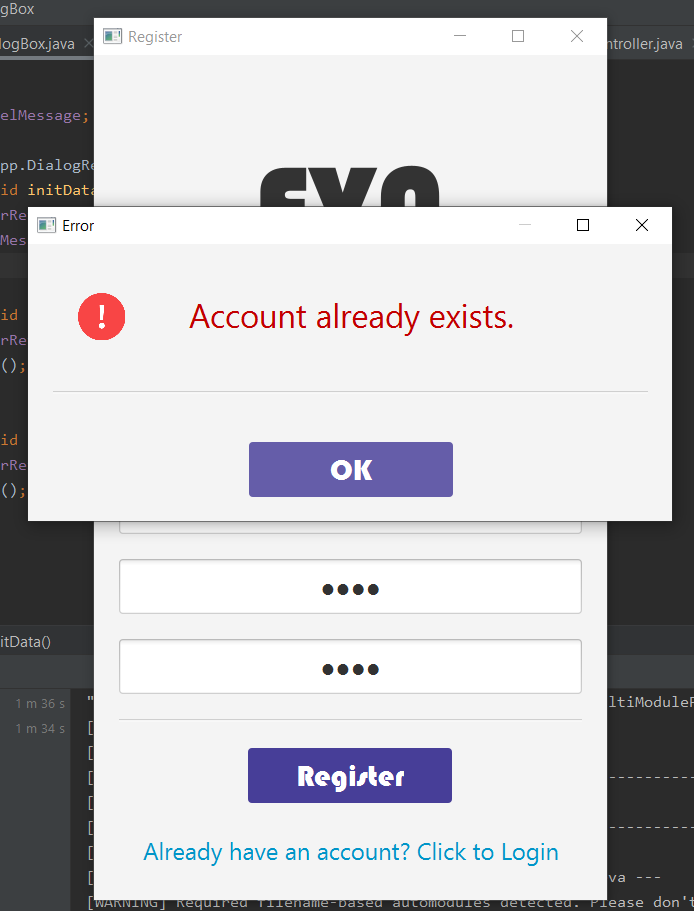 gBox
logBox.java
Register
ntroller.java
elMessage;
pp.DialogRe
id initData
rRe
Mes
Error
Account already exists.
id
rRe
();
id
rRe
();
OK
••••
••••
itData()
1 m 36 s
"
ltiModuleP
1 m 34 s
[
[
[
-----------
[
[
-----------
[
[
va ---
[WARNING] Required filename-based automodules detected. Please don't
Register
Already have an account? Click to Login